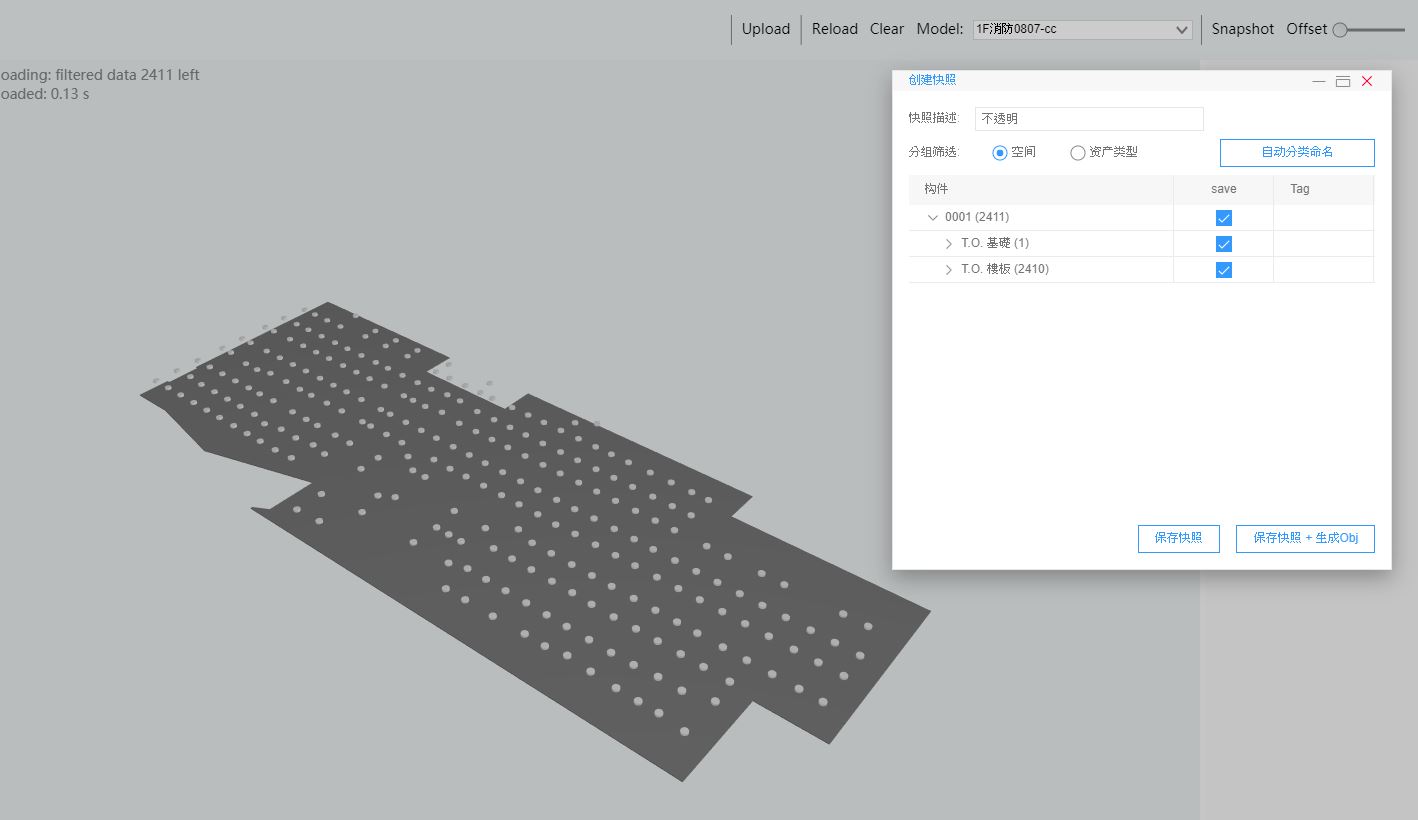 Upload Reload Clear Model: 1F消防0807-cc Snapshot Offset
oading: filtered data 2411 left
oaded: 0.13 s
创建快照
快照描述: 不透明
分组筛选: 空间 资产类型 自动分类命名
构件 save Tag
0001 (2411)
T.O. 基礎 (1)
T.O. 樓板 (2410)
保存快照 保存快照 + 生成Obj